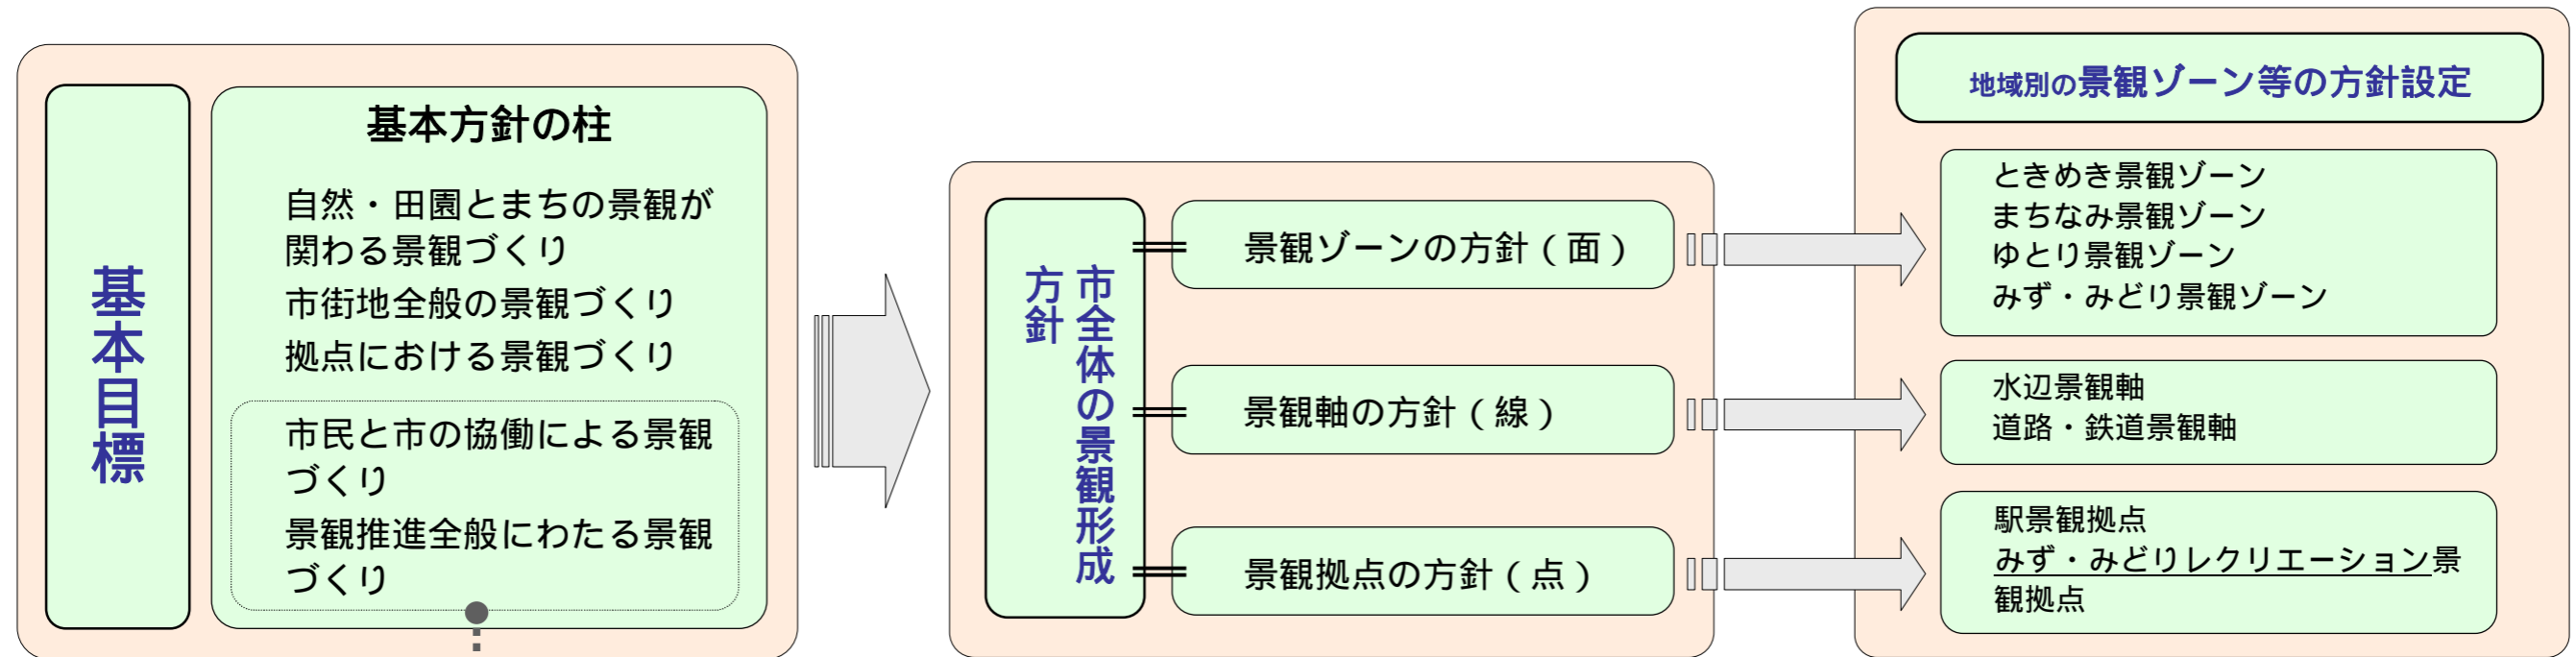 基本目標
基本方針の柱
自然・田園とまちの景観が
関わる景観づくり
市街地全般の景観づくり
拠点における景観づくり
市民と市の協働による景観
づくり
景観推進全般にわたる景観
づくり
市全体の景観形成
方針
景観ゾーンの方針(面)
景観軸の方針(線)
景観拠点の方針(点)
地域別の景観ゾーン等の方針設定
ときめき景観ゾーン
まちなみ景観ゾーン
ゆとり景観ゾーン
みず・みどり景観ゾーン
水辺景観軸
道路・鉄道景観軸
駅景観拠点
みず・みどりレクリエーション景
観拠点